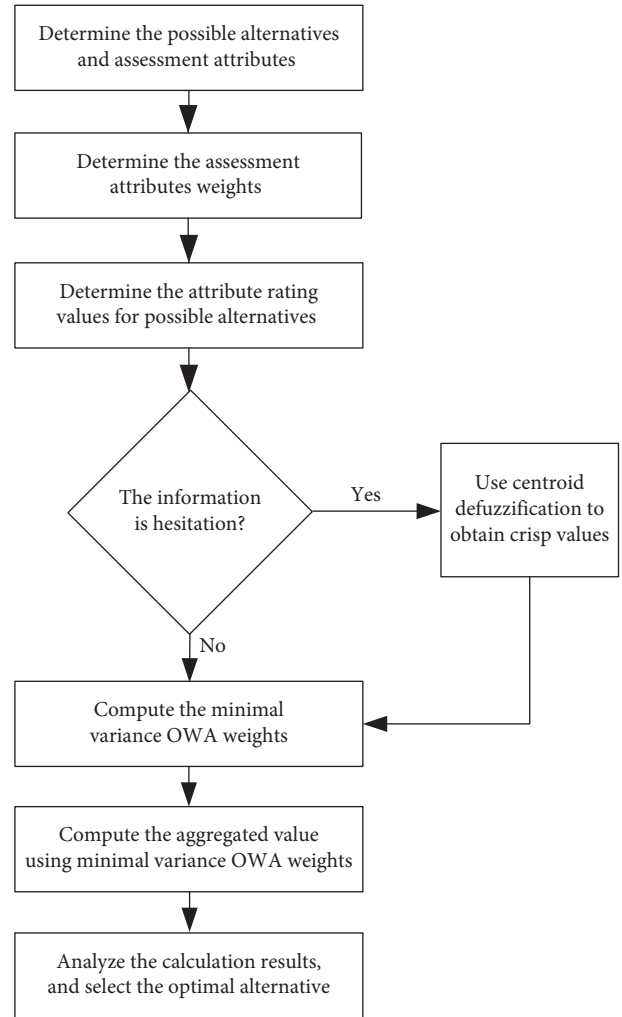 Determine the possible alternatives
and assessment attributes
Determine the assessment
attributes weights
Determine the attribute rating
values for possible alternatives
The information
is hesitation?
Yes
Use centroid
defuzzification to
obtain crisp values
No
Compute the minimal
variance OWA weights
Compute the aggregated value
using minimal variance OWA weights
Analyze the calculation results,
and select the optimal alternative